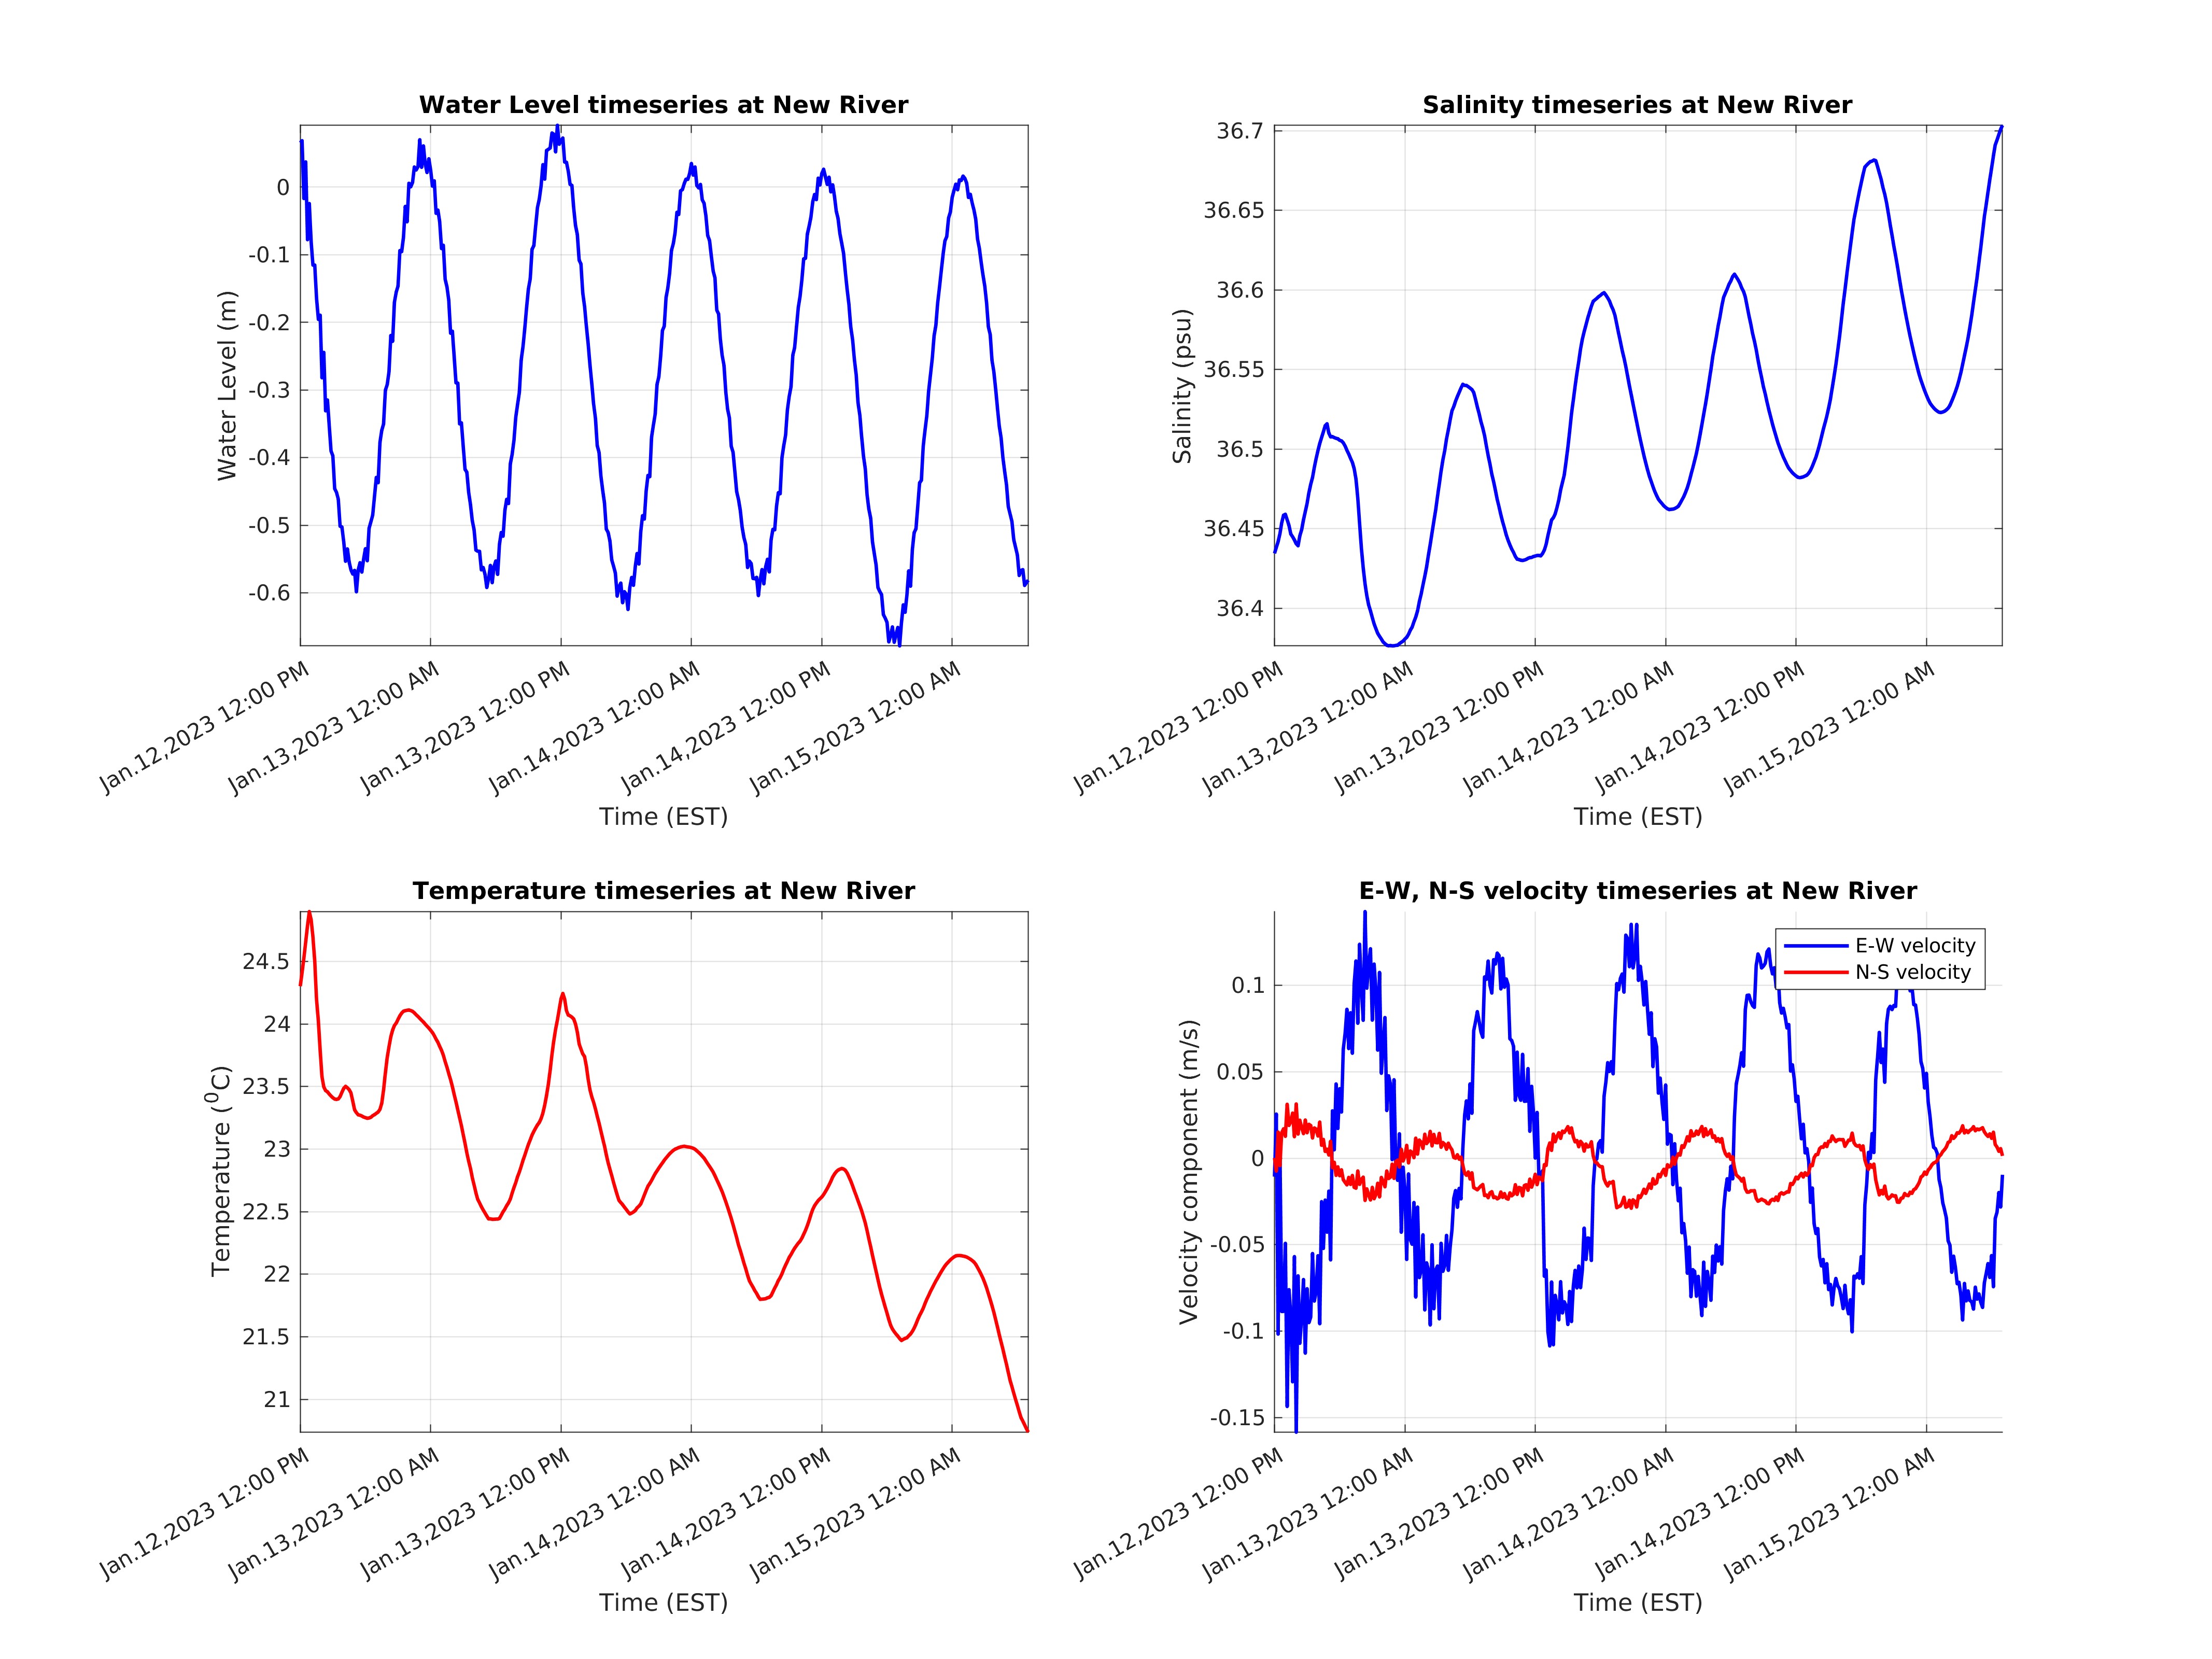 Water Level timeseries at New River
Water Level (m)
0
-0.1
-0.2
-0.3
-0.4
-0.5
-0.6
Jan.12,2023 12:00 PM
Jan.13,2023 12:00 AM
Jan.13,2023 12:00 PM
Jan.14,2023 12:00 AM
Jan.14,2023 12:00 PM
Jan.15,2023 12:00 AM
Time (EST)
Salinity timeseries at New River
Salinity (psu)
36.7
36.65
36.6
36.55
36.5
36.45
36.4
Jan.12,2023 12:00 PM
Jan.13,2023 12:00 AM
Jan.13,2023 12:00 PM
Jan.14,2023 12:00 AM
Jan.14,2023 12:00 PM
Jan.15,2023 12:00 AM
Time (EST)
Temperature timeseries at New River
Temperature (⁰C)
24.5
24
23.5
23
22.5
22
21.5
21
Jan.12,2023 12:00 PM
Jan.13,2023 12:00 AM
Jan.13,2023 12:00 PM
Jan.14,2023 12:00 AM
Jan.14,2023 12:00 PM
Jan.15,2023 12:00 AM
Time (EST)
E-W, N-S velocity timeseries at New River
E-W velocity
N-S velocity
Velocity component (m/s)
0.1
0.05
0
-0.05
-0.1
-0.15
Jan.12,2023 12:00 PM
Jan.13,2023 12:00 AM
Jan.13,2023 12:00 PM
Jan.14,2023 12:00 AM
Jan.14,2023 12:00 PM
Jan.15,2023 12:00 AM
Time (EST)